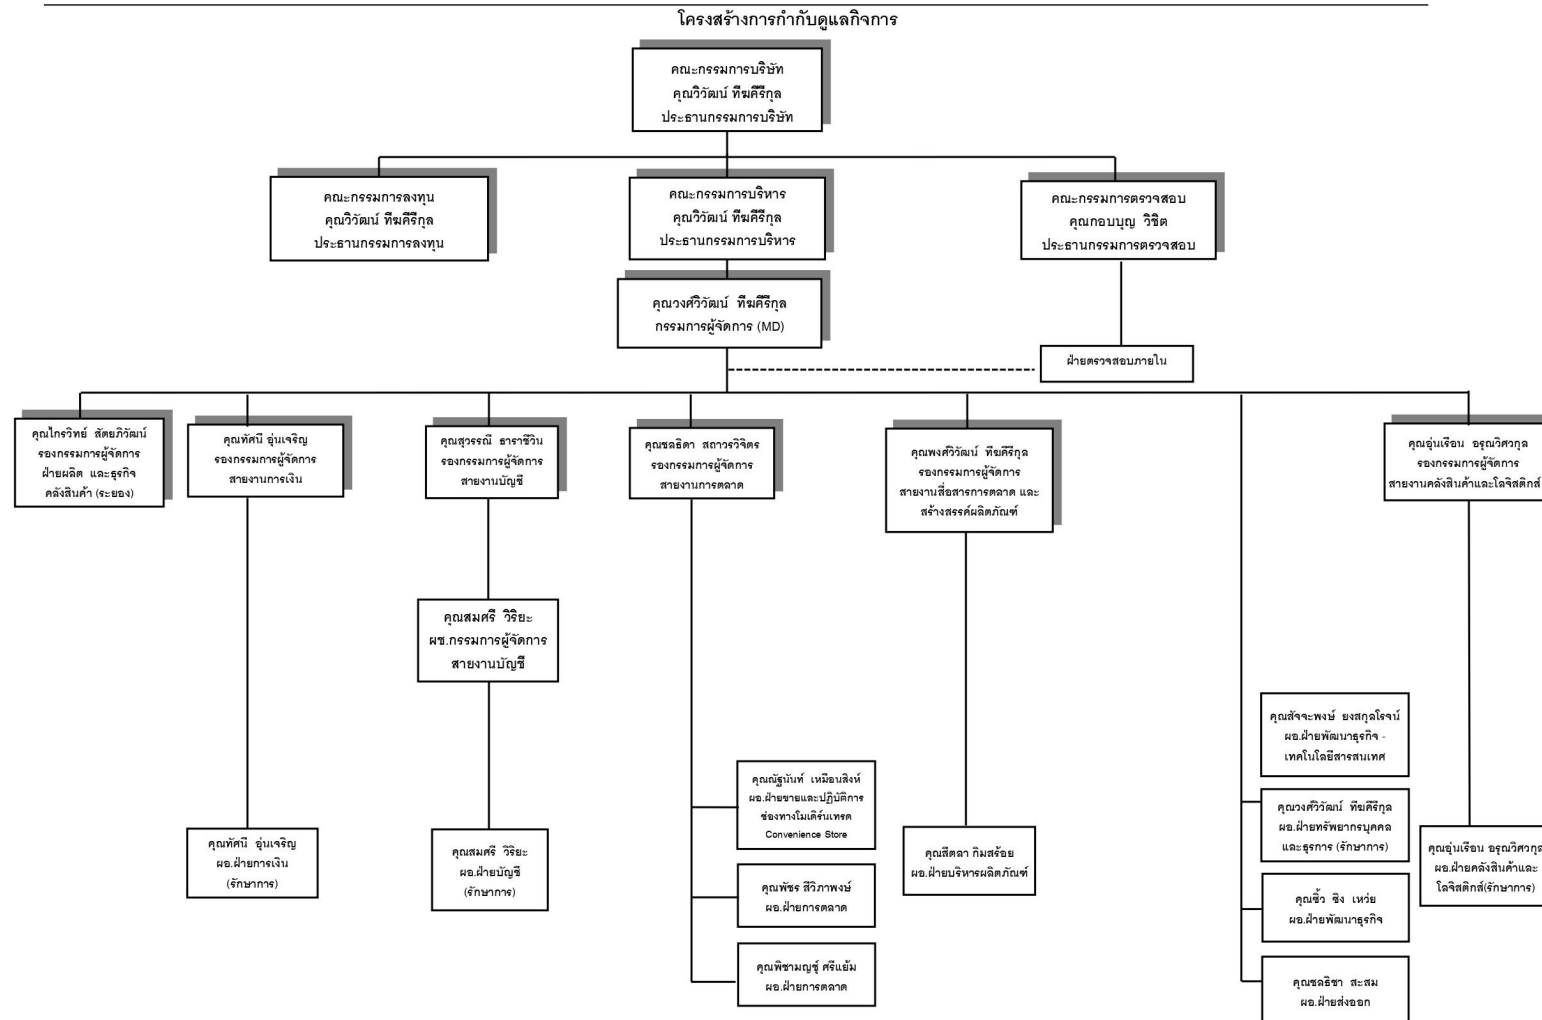 โครงสร้างการกำกับดูแลกิจการ
คณะกรรมการบริษัท
คุณวิวัฒน์ ทีฆคีรีกุล
ประธานกรรมการบริษัท
คณะกรรมการลงทุน
คุณวิวัฒน์ ทีฆคีรีกุล
ประธานกรรมการลงทุน
คณะกรรมการบริหาร
คุณวิวัฒน์ ทีฆคีรีกุล
ประธานกรรมการบริหาร
คณะกรรมการตรวจสอบ
คุณกอบบุญ วิชิต
ประธานกรรมการตรวจสอบ
คุณวงศ์วิวัฒน์ ทีฆคีรีกุล
กรรมการผู้จัดการ (MD)
ฝ่ายตรวจสอบภายใน
คุณไกรวิทย์ สัตยภิวัฒน์
รองกรรมการผู้จัดการ
ฝ่ายผลิต และธุรกิจ
คลังสินค้า (ระยอง)
คุณทัศนี อุ่นเจริญ
รองกรรมการผู้จัดการ
สายงานการเงิน
คุณสุวรรณี ธาราชีวิน
รองกรรมการผู้จัดการ
สายงานบัญชี
คุณชลธิดา สถาวรวิจิตร
รองกรรมการผู้จัดการ
สายงานการตลาด
คุณพงศ์วิวัฒน์ ทีฆคีรีกุล
รองกรรมการผู้จัดการ
สายงานสื่อสารการตลาด และ
สร้างสรรค์ผลิตภัณฑ์
คุณอุ่นเรือน อรุณวิศวกุล
รองกรรมการผู้จัดการ
สายงานคลังสินค้าและโลจิสติกส์
คุณสมศรี วิริยะ
ผช.กรรมการผู้จัดการ
สายงานบัญชี
คุณทัศนี อุ่นเจริญ
ผอ.ฝ่ายการเงิน
(รักษาการ)
คุณสมศรี วิริยะ
ผอ.ฝ่ายบัญชี
(รักษาการ)
คุณณัฐนันท์ เหมือนสิงห์
ผอ.ฝ่ายขายและปฏิบัติการ
ช่องทางโมเดิร์นเทรด
Convenience Store
คุณพัชร สีวิภาพงษ์
ผอ.ฝ่ายการตลาด
คุณพิชามญชุ์ ศรีแย้ม
ผอ.ฝ่ายการตลาด
คุณสีตลา กิมสร้อย
ผอ.ฝ่ายบริหารผลิตภัณฑ์
คุณสัจจะพงษ์ ยงสกุลโรจน์
ผอ.ฝ่ายพัฒนาธุรกิจ -
เทคโนโลยีสารสนเทศ
คุณวงศ์วิวัฒน์ ทีฆคีรีกุล
ผอ.ฝ่ายทรัพยากรบุคคล
และธุรการ (รักษาการ)
คุณซิ้ว ซิง เหว่ย
ผอ.ฝ่ายพัฒนาธุรกิจ
คุณชลธิชา สะสม
ผอ.ฝ่ายส่งออก
คุณอุ่นเรือน อรุณวิศวกุล
ผอ.ฝ่ายคลังสินค้าและ
โลจิสติกส์(รักษาการ)